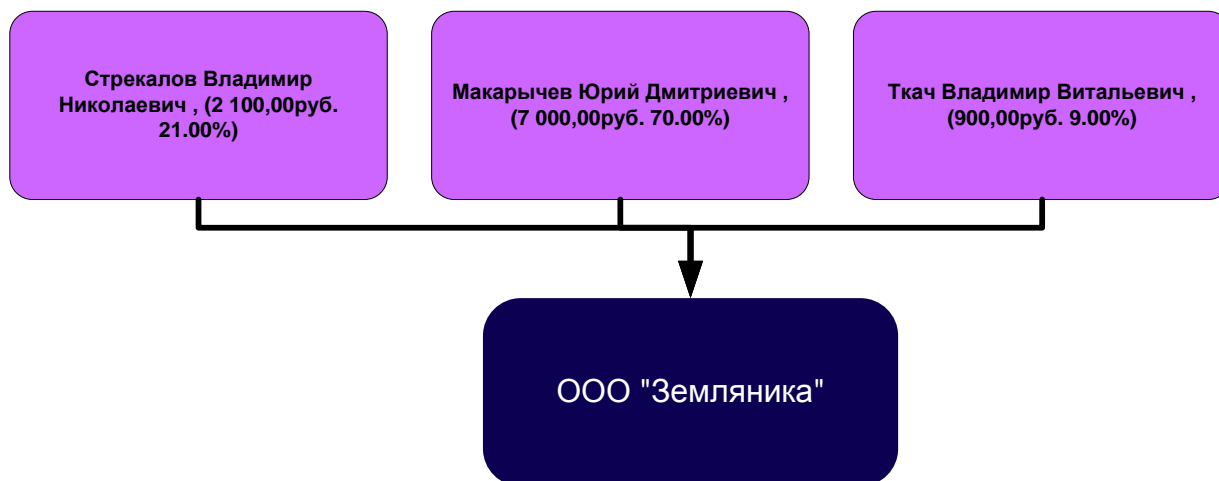 Стрекалов Владимир
Николаевич , (2 100,00руб.
21.00%)
Макарычев Юрий Дмитриевич ,
(7 000,00руб. 70.00%)
Ткач Владимир Витальевич ,
(900,00руб. 9.00%)
ООО "Земляника"